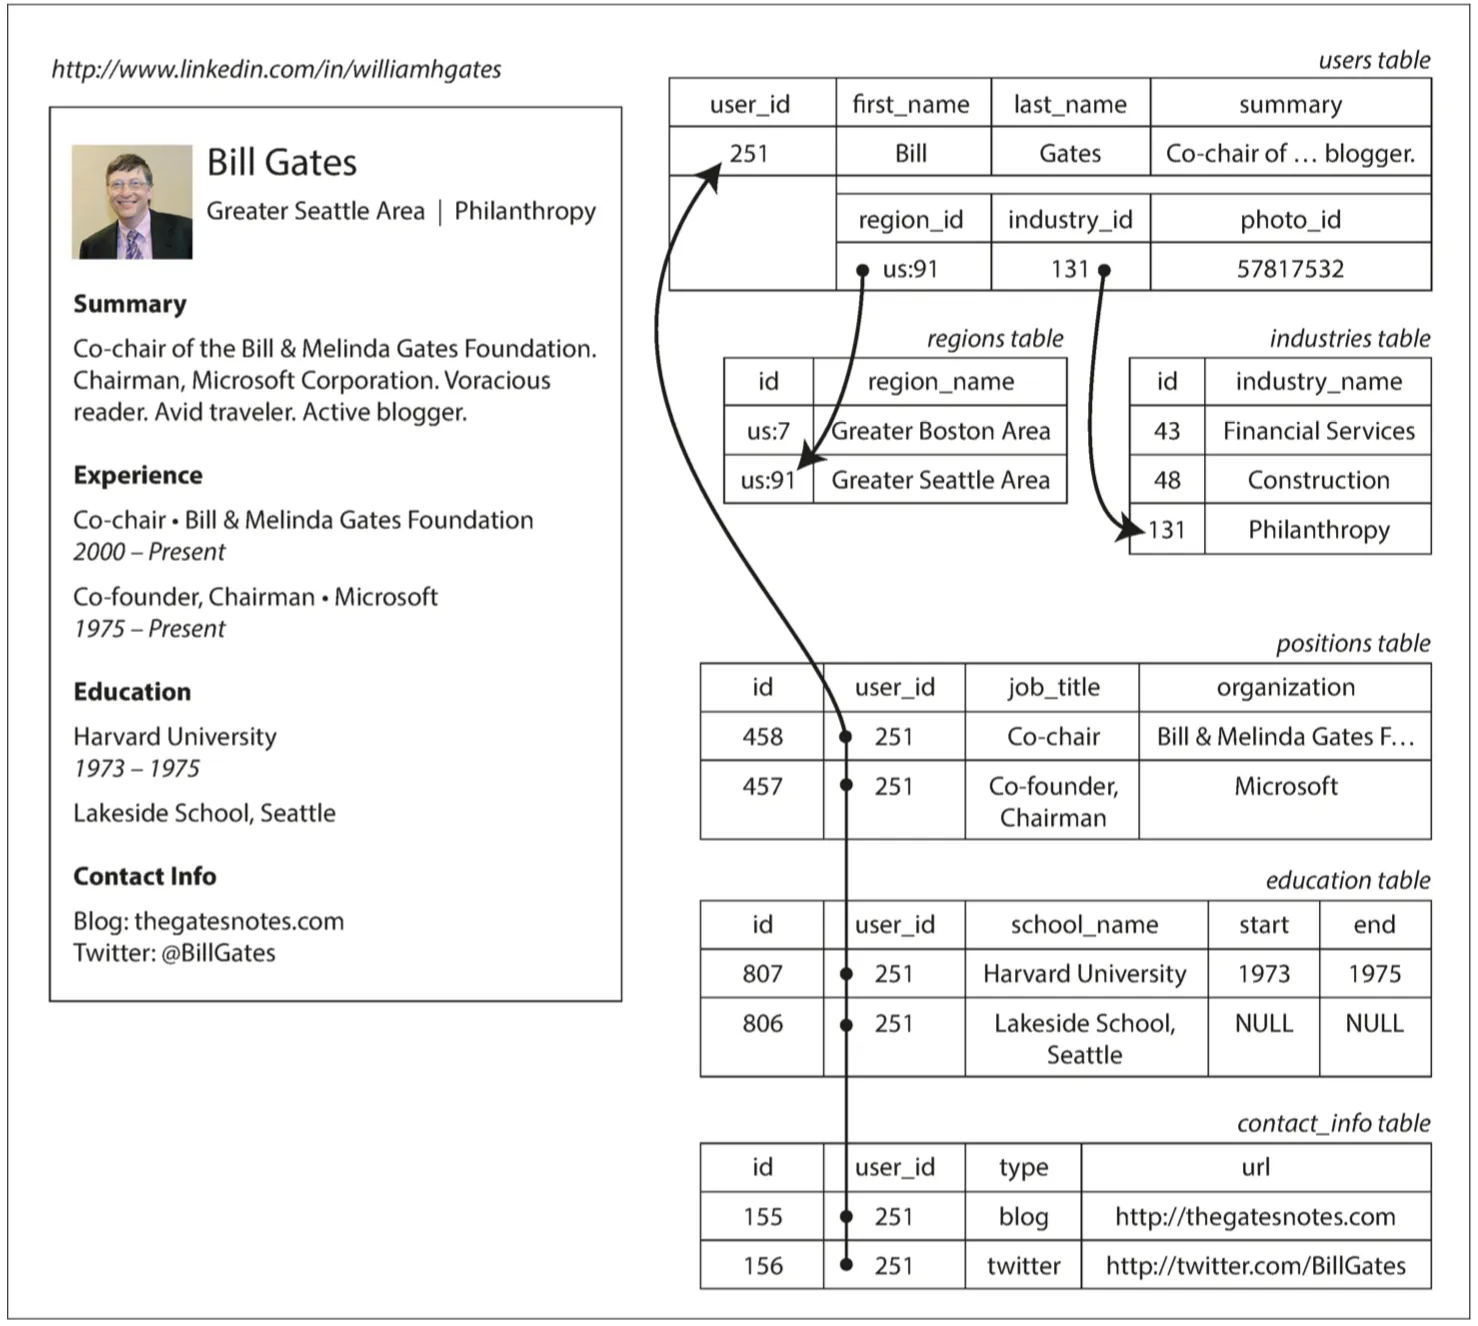 http://www.linkedin.com/in/williamhgates
Bill Gates
Greater Seattle Area | Philanthropy
Summary
Co-chair of the Bill & Melinda Gates Foundation.
Chairman, Microsoft Corporation. Voracious
reader. Avid traveler. Active blogger.
Experience
Co-chair • Bill & Melinda Gates Foundation
2000 – Present
Co-founder, Chairman • Microsoft
1975 – Present
Education
Harvard University
1973 – 1975
Lakeside School, Seattle
Contact Info
Blog: thegatesnotes.com
Twitter: @BillGates
users table
user_id first_name last_name summary
251 Bill Gates Co-chair of … blogger.
region_id industry_id photo_id
us:91 131 57817532
regions table
id region_name
us:7 Greater Boston Area
us:91 Greater Seattle Area
industries table
id industry_name
43 Financial Services
48 Construction
131 Philanthropy
positions table
id user_id job_title organization
458 251 Co-chair Bill & Melinda Gates F…
457 251 Co-founder, Microsoft
Chairman
education table
id user_id school_name start end
807 251 Harvard University 1973 1975
806 251 Lakeside School, NULL NULL
Seattle
contact_info table
id user_id type url
155 251 blog http://thegatesnotes.com
156 251 twitter http://twitter.com/BillGates